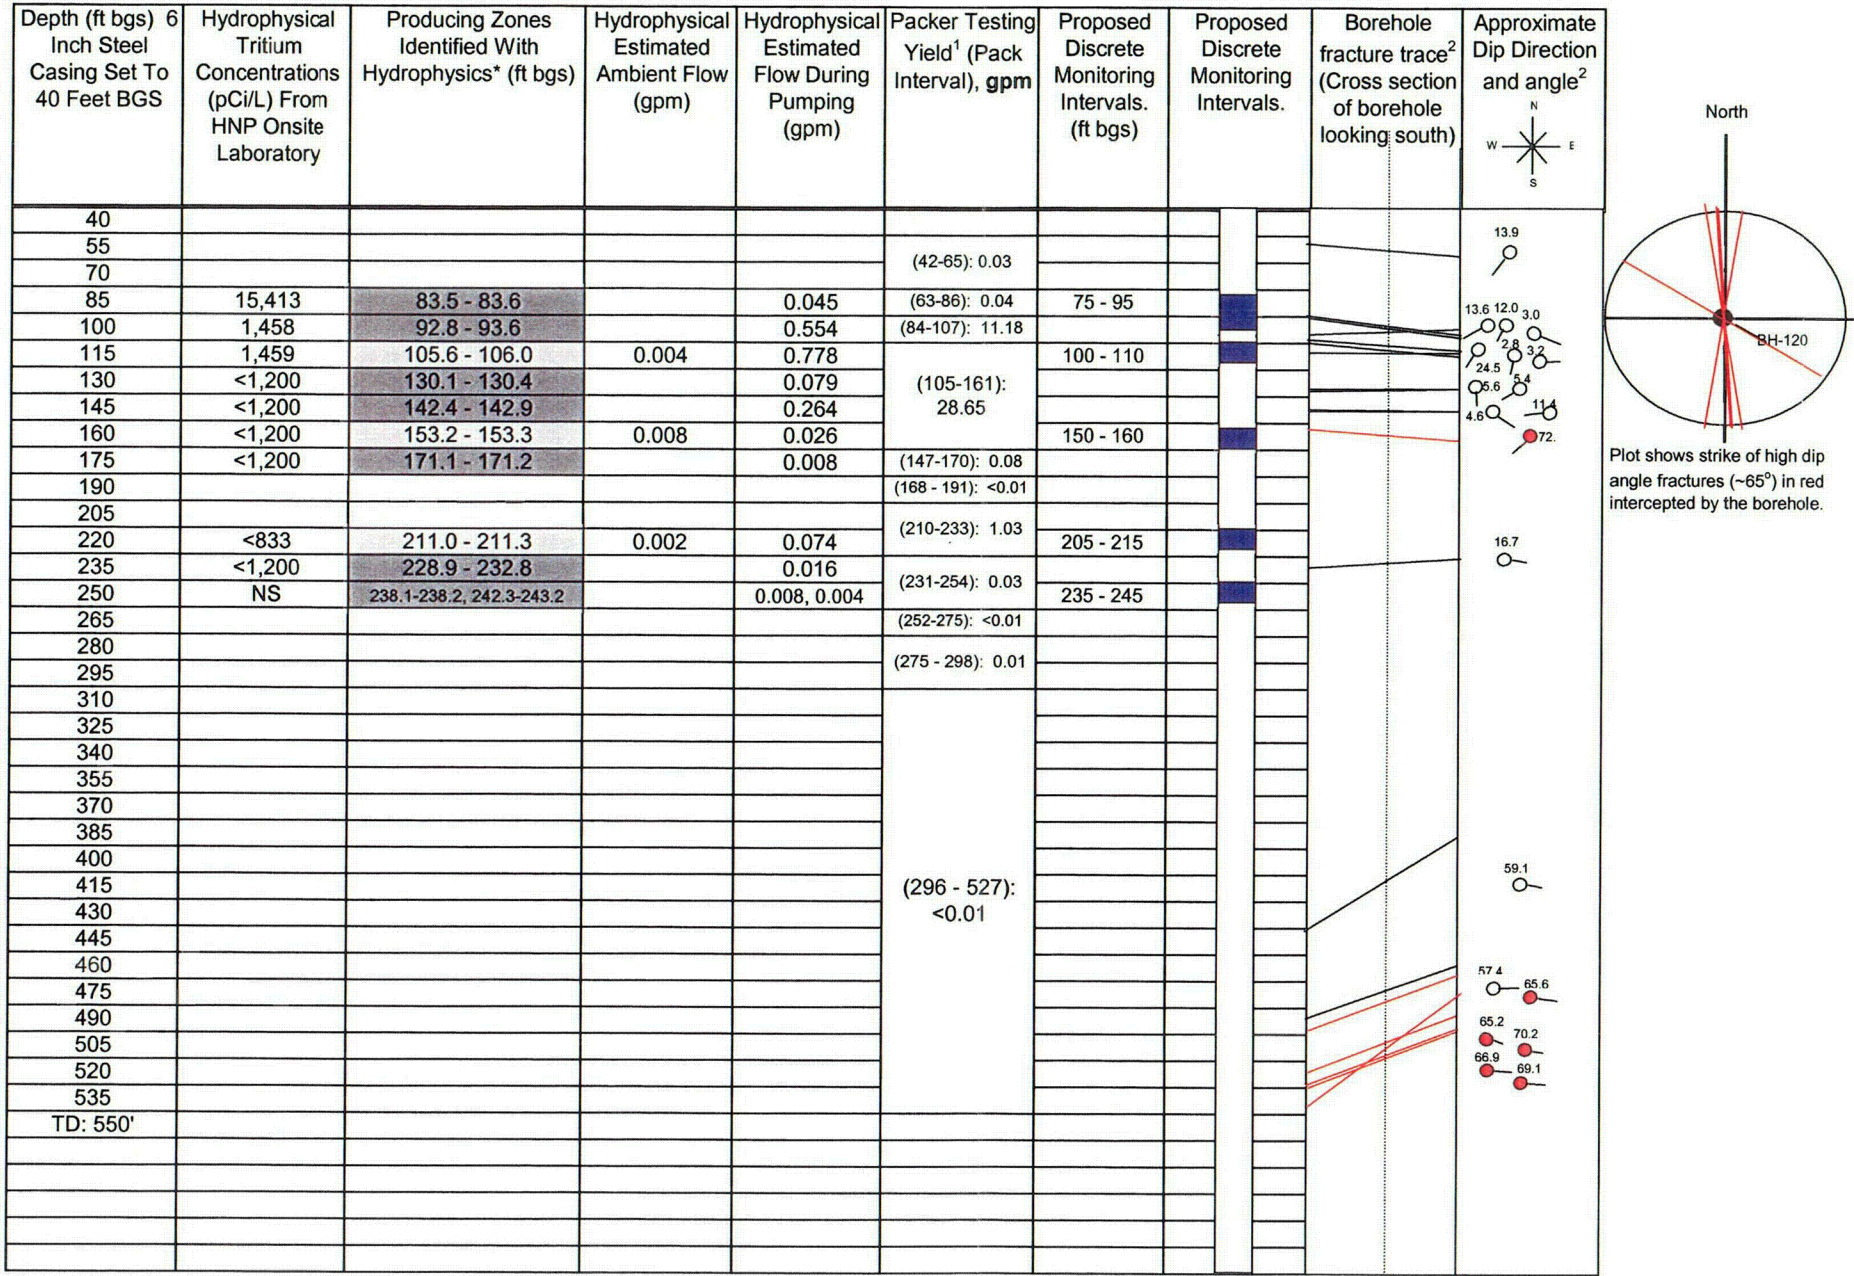 Depth (ft bgs) 6
Inch Steel
Casing Set To
40 Feet BGS
Hydrophysical
Tritium
Concentrations
(pCi/L) From
HNP Onsite
Laboratory
Producing Zones
Identified With
Hydrophysics* (ft bgs)
Hydrophysical
Estimated
Ambient Flow
(gpm)
Hydrophysical
Estimated
Flow During
Pumping
(gpm)
Packer Testing
Yield¹ (Pack
Interval), gpm
Proposed
Discrete
Monitoring
Intervals.
(ft bgs)
Proposed
Discrete
Monitoring
Intervals.
Borehole
fracture trace²
(Cross section
of borehole
looking south)
Approximate
Dip Direction
and angle²
N
W E
S
40
55
(42-65): 0.03
13.9
70
85 15,413 83.5 - 83.6 0.045 (63-86): 0.04 75 - 95
100 1,458 92.8 - 93.6 0.554 (84-107): 11.18
13.6 12.0 3.0
115 1,459 105.6 - 106.0 0.004 0.778 100 - 110
2.8 3.2
24.5
130 <1,200 130.1 - 130.4 0.079
(105-161):
28.65
5.6 5.4
145 <1,200 142.4 - 142.9 0.264
4.6 11.4
160 <1,200 153.2 - 153.3 0.008 0.026 150 - 160
72.
175 <1,200 171.1 - 171.2 0.008 (147-170): 0.08
190 (168 - 191): <0.01
205
(210-233): 1.03
220 <833 211.0 - 211.3 0.002 0.074 205 - 215
16.7
235 <1,200 228.9 - 232.8 0.016
(231-254): 0.03
250 NS 238.1-238.2, 242.3-243.2 0.008, 0.004 235 - 245
265 (252-275): <0.01
280
(275 - 298): 0.01
295
310
325
340
355
370
385
400
415
(296 - 527):
<0.01
59.1
430
445
460
475
57.4 65.6
490
505
65.2 70.2
520
66.9 69.1
535
TD: 550'
North
BH-120
Plot shows strike of high dip
angle fractures (~65°) in red
intercepted by the borehole.